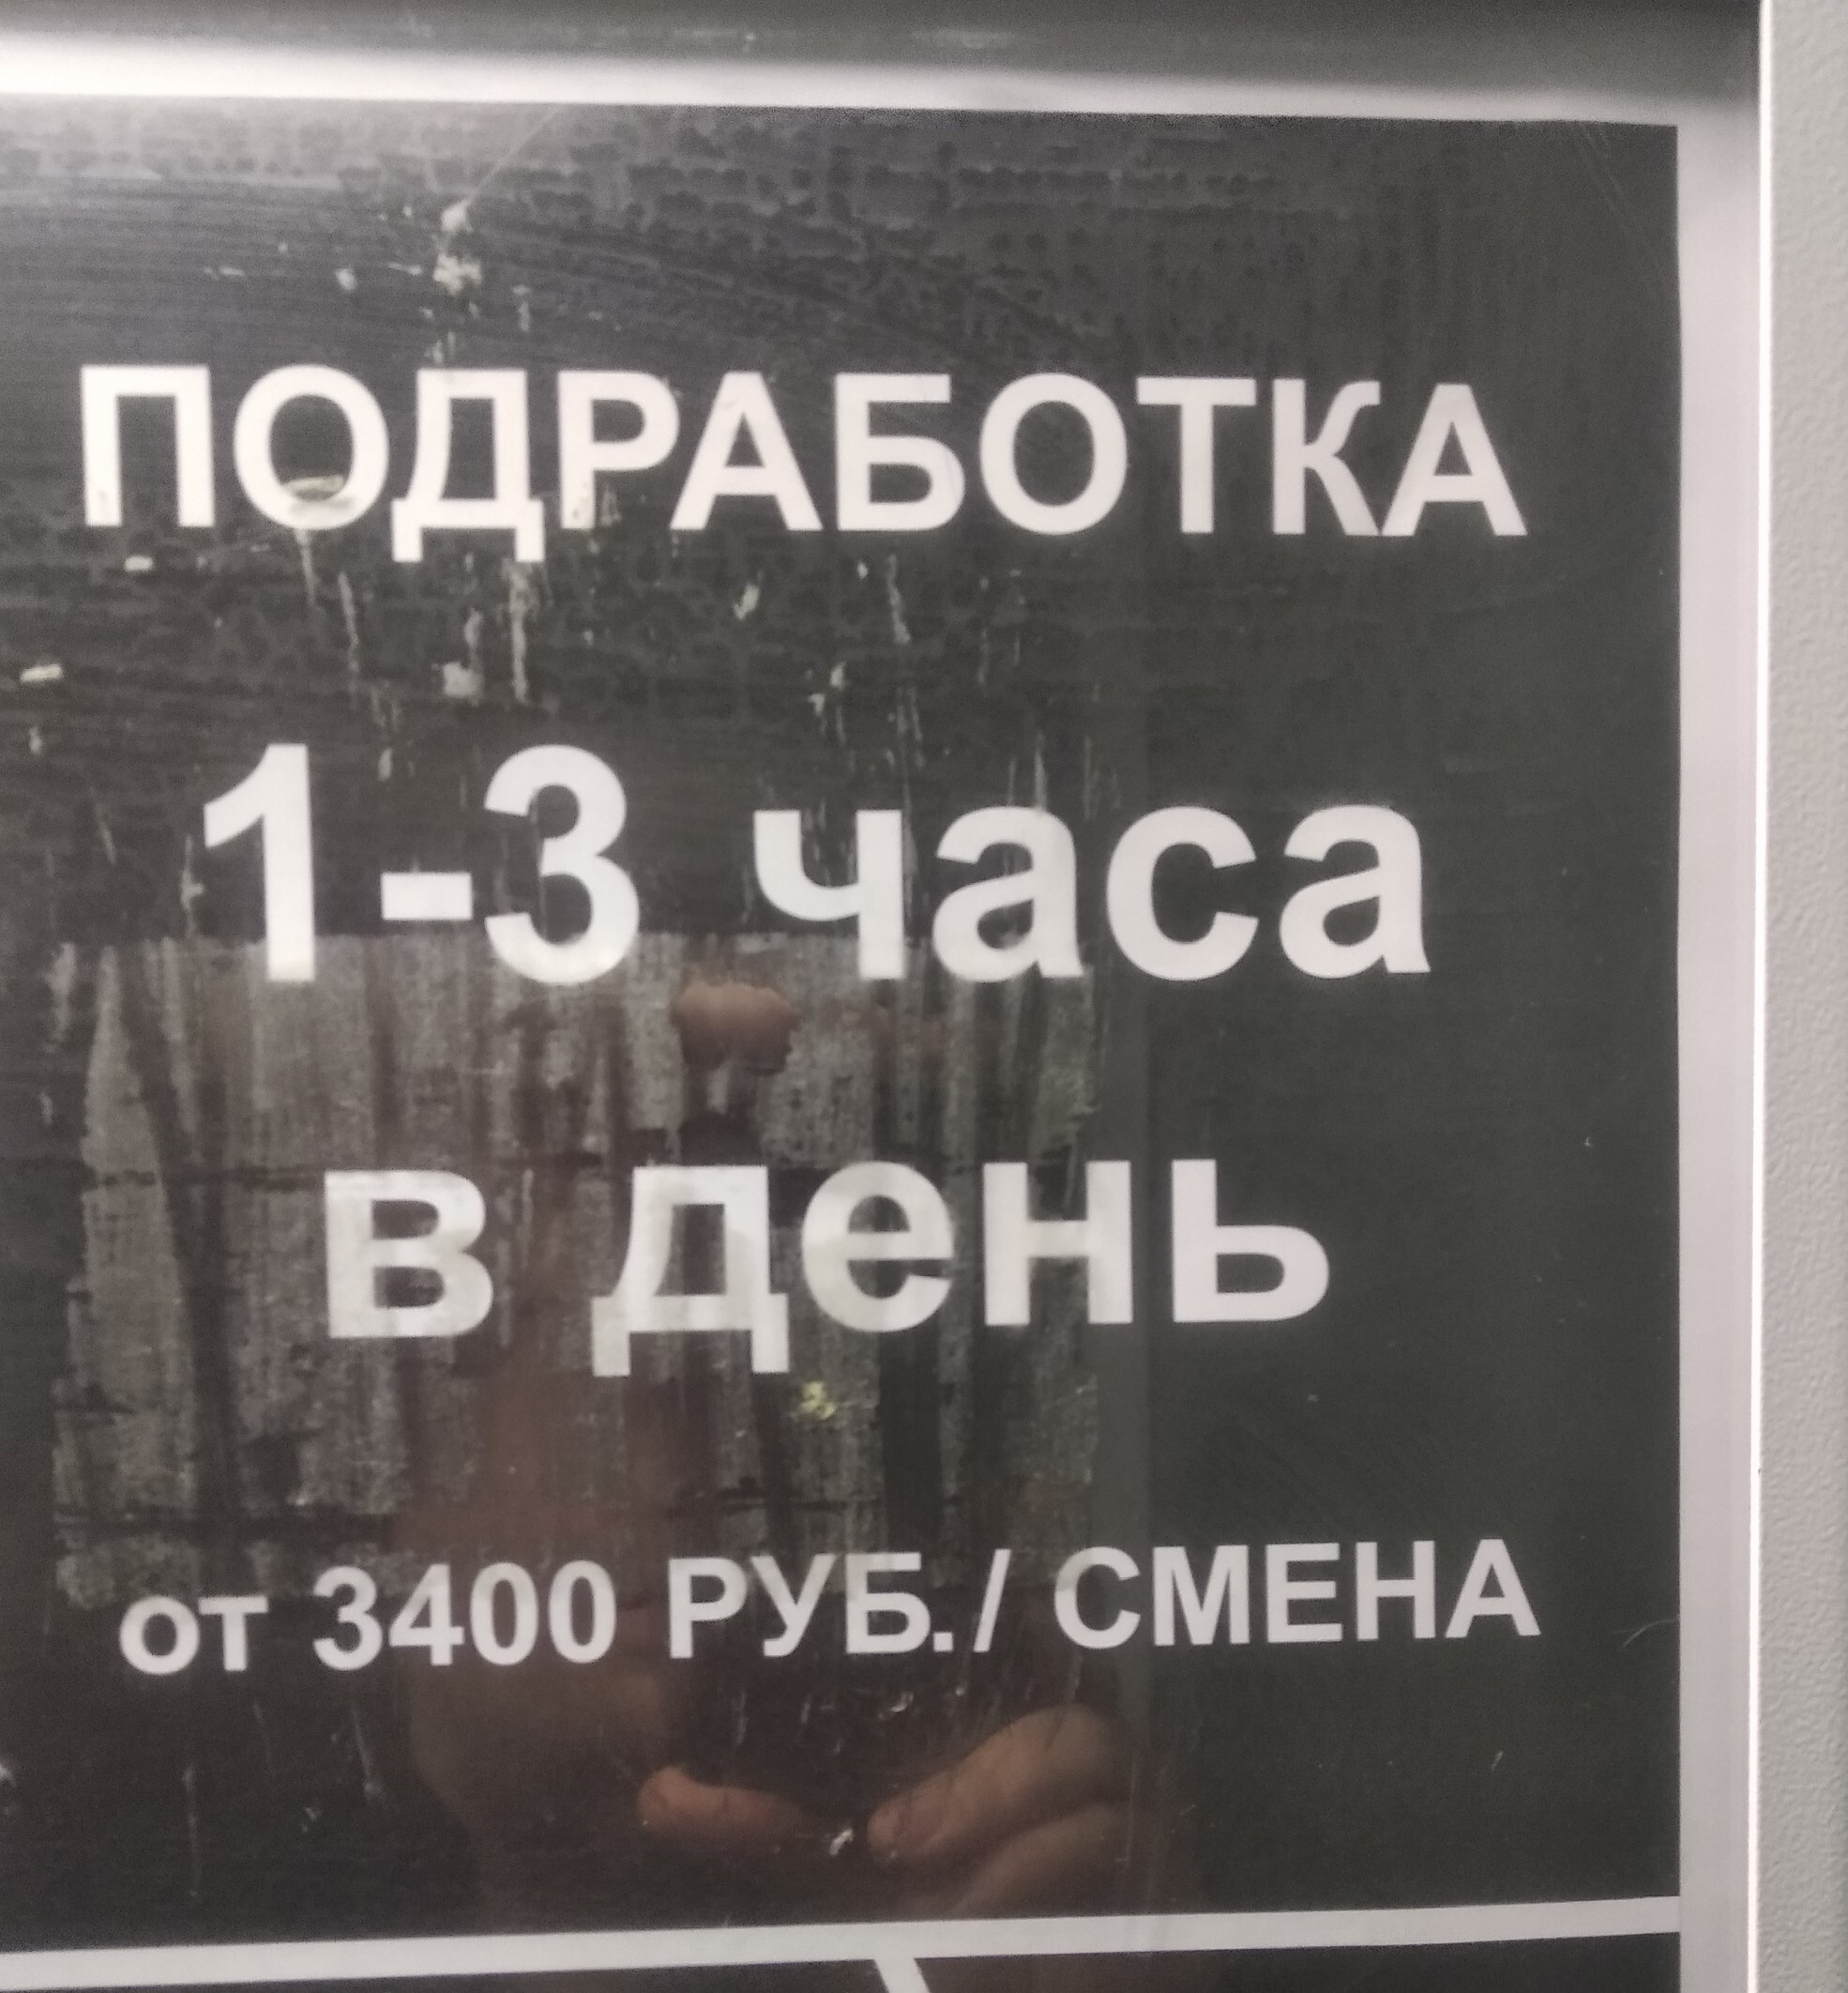 ПОДРАБОТКА
1-3 часа
в день
от 3400 РУБ./ СМЕНА